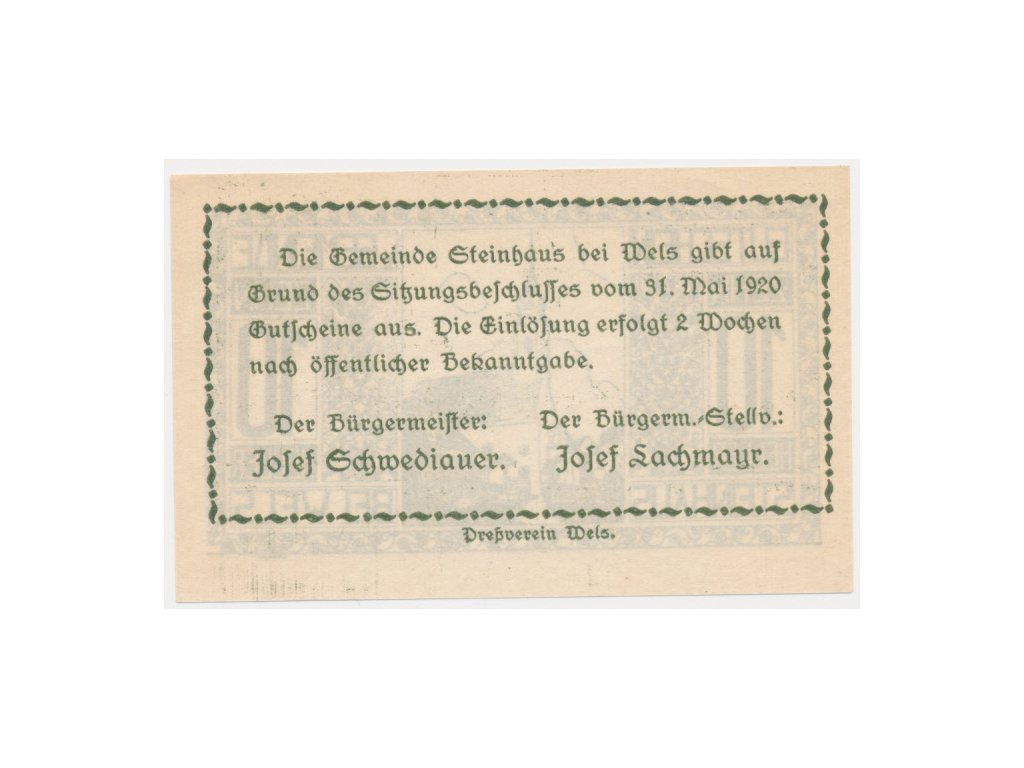 Die Gemeinde Steinhaus bei Wels gibt auf
Grund des Sitzungsbeschlusses vom 31. Mai 1920
Gutscheine aus. Die Einlösung erfolgt 2 Wochen
nach öffentlicher Bekanntgabe.
Der Bürgermeister:
Josef Schwediauer.
Der Bürgerm.-Stellv.:
Josef Lachmayr.
Preßverein Wels.